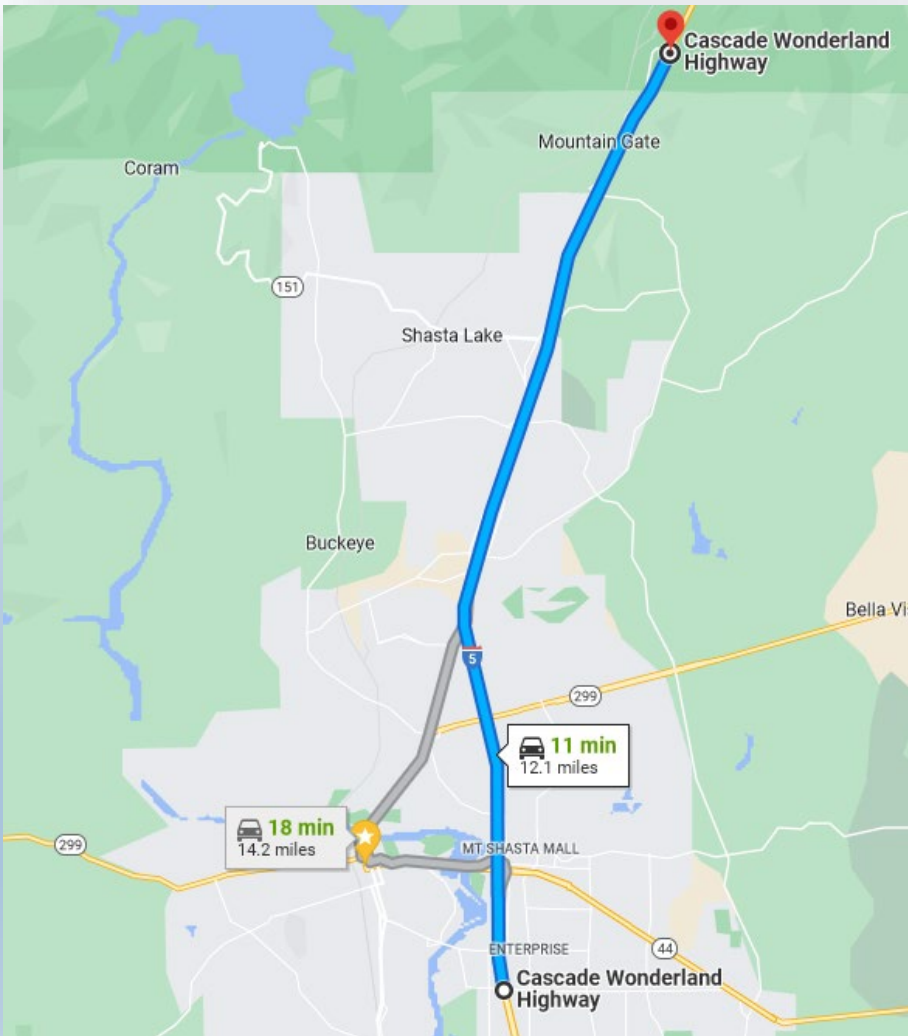 Cascade Wonderland
Highway
Mountain Gate
Coram
151
Shasta Lake
Buckeye
Bella Vis
5
299
11 min
12.1 miles
18 min
14.2 miles
299
MT SHASTA MALL
ENTERPRISE
44
Cascade Wonderland
Highway